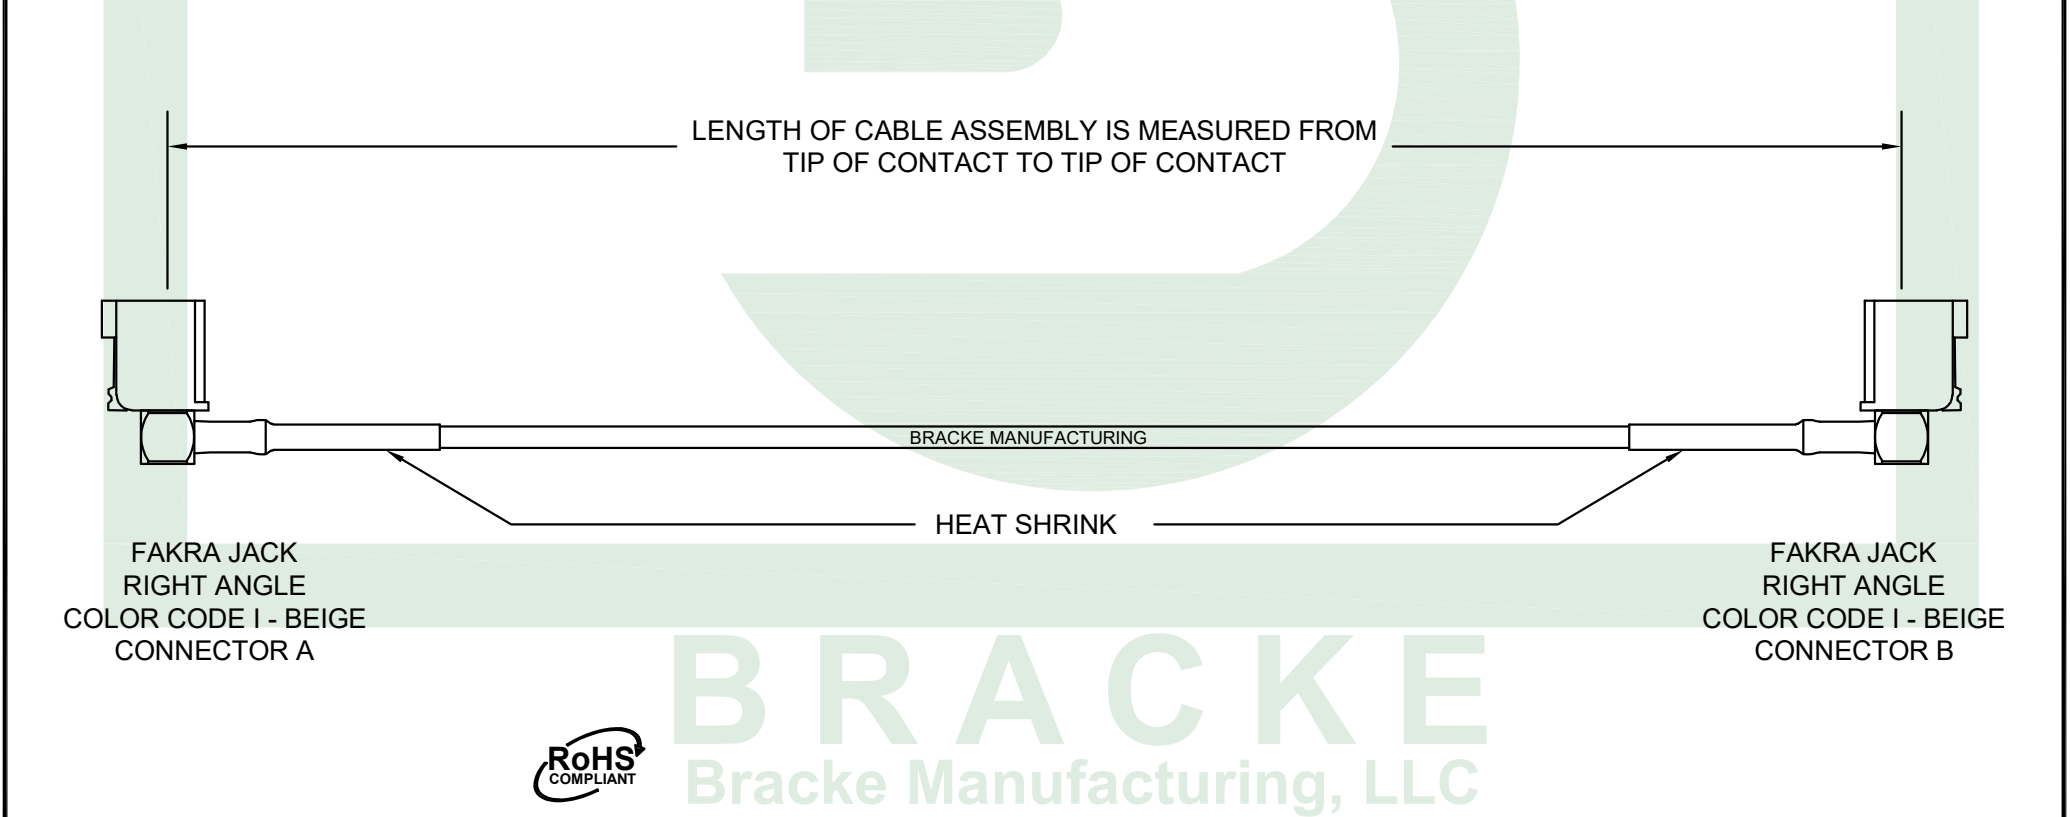 LENGTH OF CABLE ASSEMBLY IS MEASURED FROM
TIP OF CONTACT TO TIP OF CONTACT
BRACKE MANUFACTURING
HEAT SHRINK
FAKRA JACK
RIGHT ANGLE
COLOR CODE I - BEIGE
CONNECTOR A
FAKRA JACK
RIGHT ANGLE
COLOR CODE I - BEIGE
CONNECTOR B
BRACKE
Bracke Manufacturing, LLC
RoHS
COMPLIANT